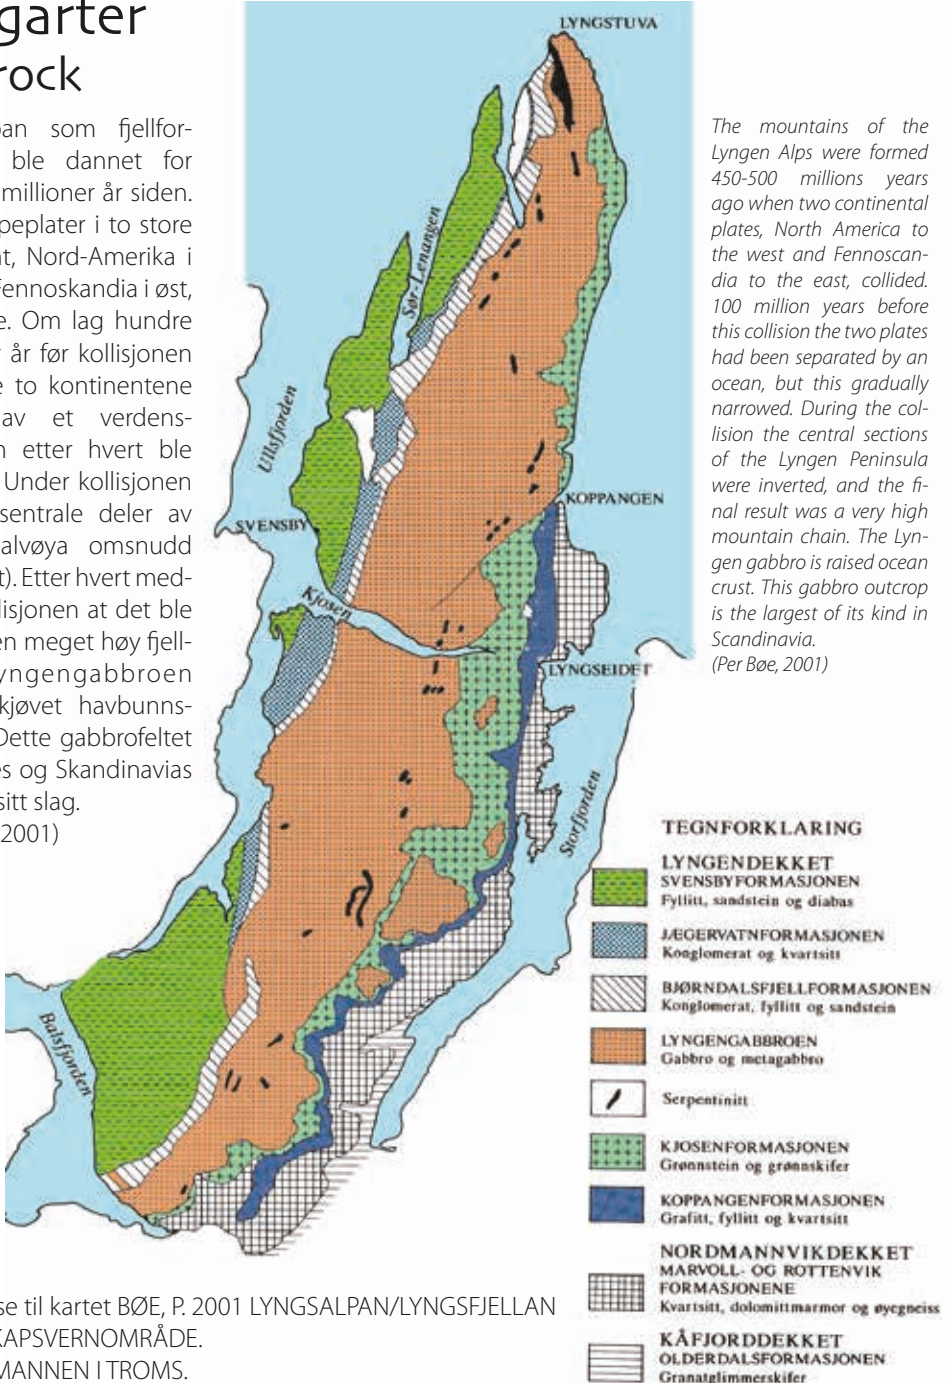 garter
rock
pan som fjellfor-
ble dannet for
millioner år siden.
peplater i to store
nt, Nord-Amerika i
Fennoskandia i øst,
e. Om lag hundre
r år før kollisjonen
e to kontinentene
av et verdens-
n etter hvert ble
Under kollisjonen
sentrale deler av
alvøya omsnudd
t). Etter hvert med-
lisjonen at det ble
en meget høy fjell-
yngengabbroen
kjøvet havbunns-
Dette gabbrofeltet
es og Skandinavias
sitt slag.
2001)
The mountains of the
Lyngen Alps were formed
450-500 millions years
ago when two continental
plates, North America to
the west and Fennoscan-
dia to the east, collided.
100 million years before
this collision the two plates
had been separated by an
ocean, but this gradually
narrowed. During the col-
lision the central sections
of the Lyngen Peninsula
were inverted, and the fi-
nal result was a very high
mountain chain. The Lyn-
gen gabbro is raised ocean
crust. This gabbro outcrop
is the largest of its kind in
Scandinavia.
(Per Bøe, 2001)
LYNGSTUVA
Sør-Lenangen
Ullsfjorden
KOPPANGEN
SVENSBY
Kjosen
LYNGSEIDET
Storfjorden
Balsfjorden
TEGNFORKLARING
LYNGENDEKKET
SVENSBYFORMASJONEN
Fyllitt, sandstein og diabas
JÆGERVATNFORMASJONEN
Konglomerat og kvartsitt
BJØRNDALSFJELLFORMASJONEN
Konglomerat, fyllitt og sandstein
LYNGENGABBROEN
Gabbro og metagabbro
Serpentinitt
KJOSENFORMASJONEN
Grønnstein og grønnskifer
KOPPANGENFORMASJONEN
Grafitt, fyllitt og kvartsitt
NORDMANNVIKDEKKET
MARVOLL- OG ROTTENVIK
FORMASJONENE
Kvartsitt, dolomittmarmor og øyegneiss
KÅFJORDDEKKET
OLDERDALSFORMASJONEN
Granatglimmerskifer
se til kartet BØE, P. 2001 LYNGSALPAN/LYNGSFJELLAN
KAPSVERNOMRÅDE.
MANNEN I TROMS.